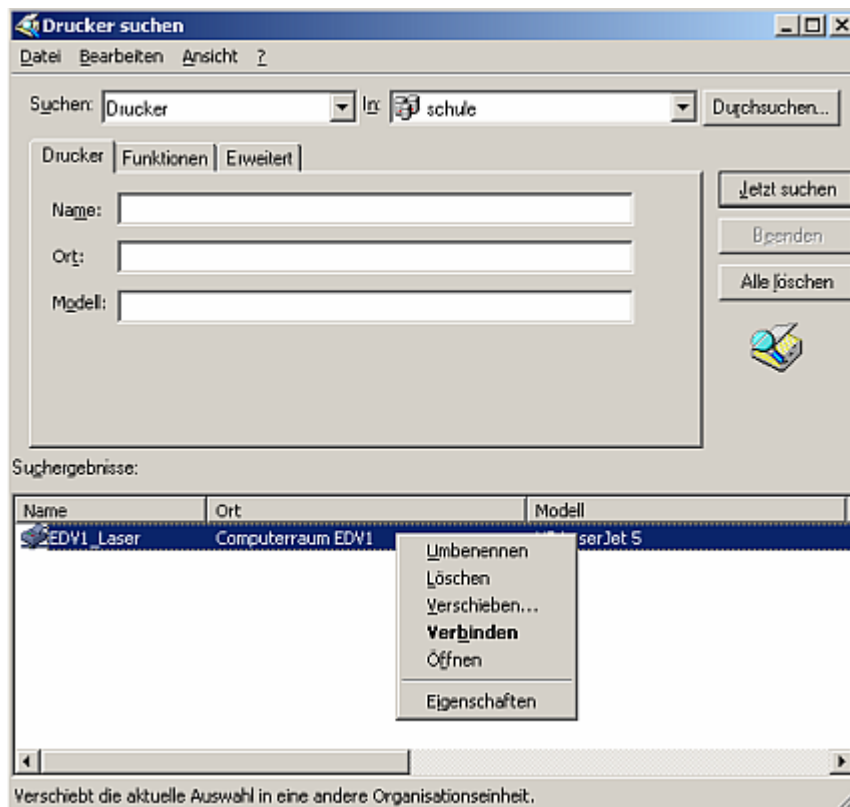 Drucker suchen
Datei Bearbeiten Ansicht ?
Suchen: Drucker In: schule Durchsuchen...
Drucker Funktionen Erweitert
Jetzt suchen
Name:
Beenden
Ort:
Alle löschen
Modell:
Suchergebnisse:
Name Ort Modell
EDV1_Laser Computerraum EDV1 serJet 5
Umbenennen
Löschen
Verschieben...
Verbinden
Öffnen
Eigenschaften
Verschiebt die aktuelle Auswahl in eine andere Organisationseinheit.